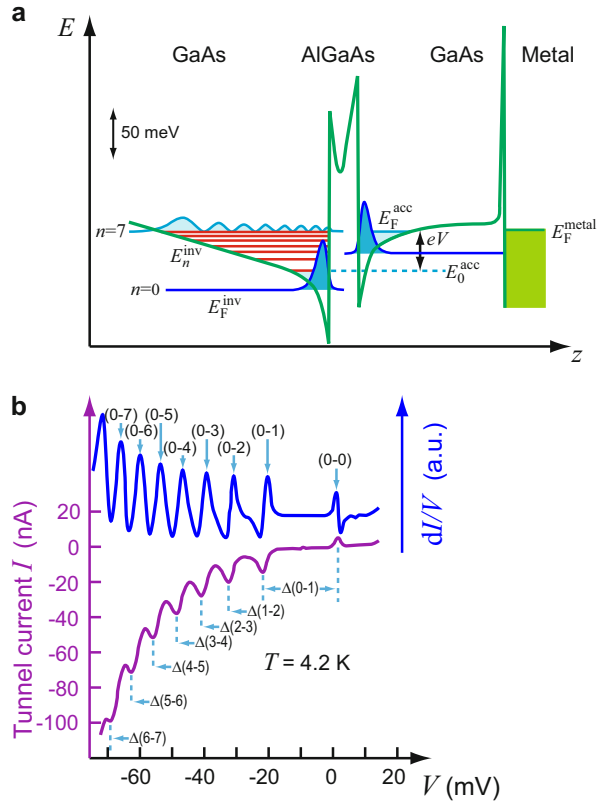 a
E
GaAs AlGaAs GaAs Metal
50 meV
n=7
E_n^inv
E_F^acc
eV
E_F^metal
E_0^acc
n=0
E_F^inv
z
b
(0-7)
(0-6)
(0-5)
(0-4)
(0-3)
(0-2)
(0-1)
(0-0)
dI/V (a.u.)
Tunnel current I (nA)
20
0
-20
-40
-60
-80
-100
Δ(0-1)
Δ(1-2)
Δ(2-3)
Δ(3-4)
Δ(4-5)
Δ(5-6)
Δ(6-7)
T = 4.2 K
-60 -40 -20 0 20
V (mV)